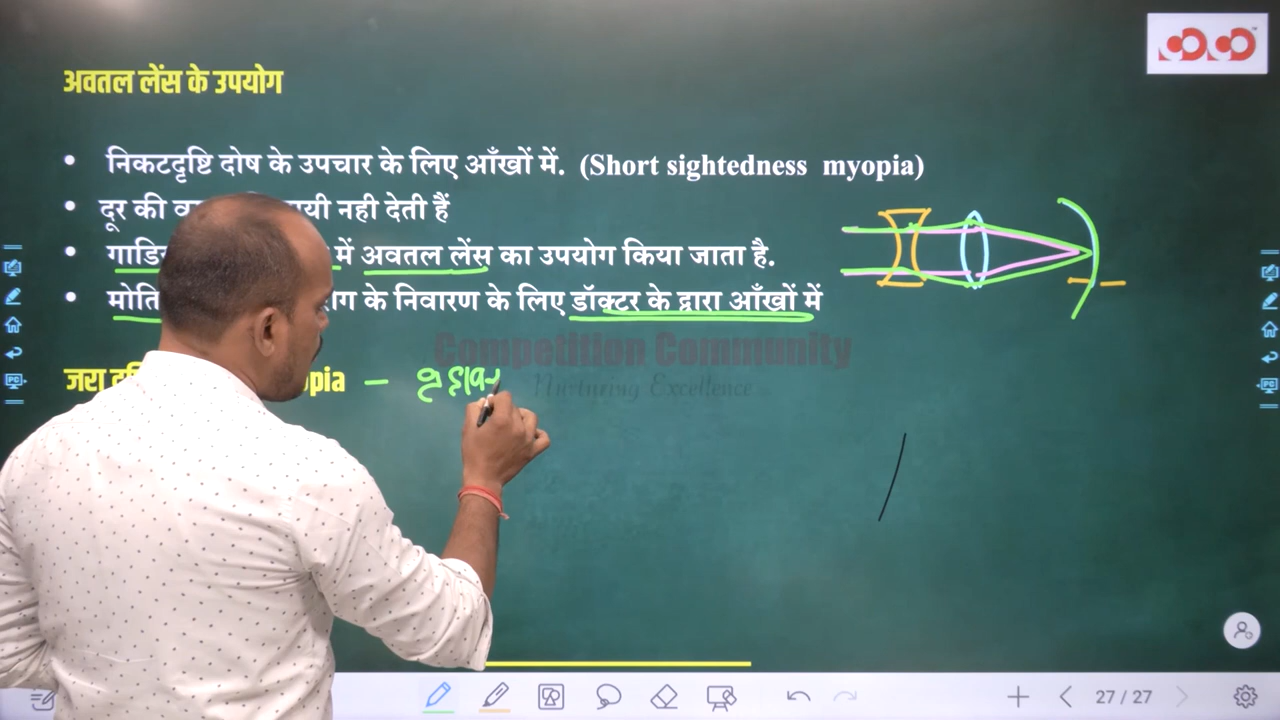 अवतल लेंस के उपयोग
• निकटदृष्टि दोष के उपचार के लिए आँखों में. (Short sightedness myopia)
• दूर की नही देती हैं
• में अवतल लेंस का उपयोग किया जाता है.
• के निवारण के लिए डॉक्टर के द्वारा आँखों में
Competition Community
जरा
Nurturing Excellence
27 / 27